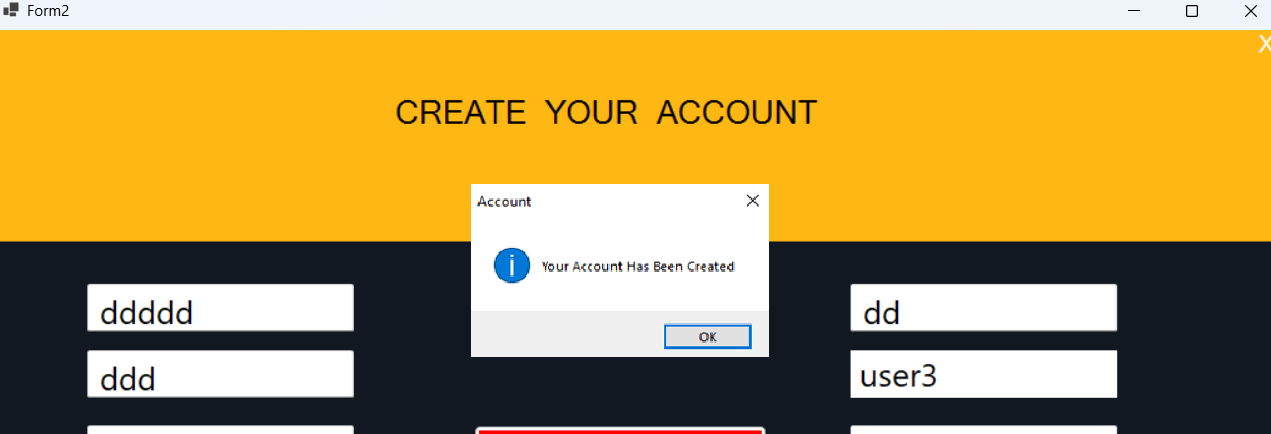 Form2
X
CREATE YOUR ACCOUNT
Account
Your Account Has Been Created
OK
ddddd
dd
ddd
user3